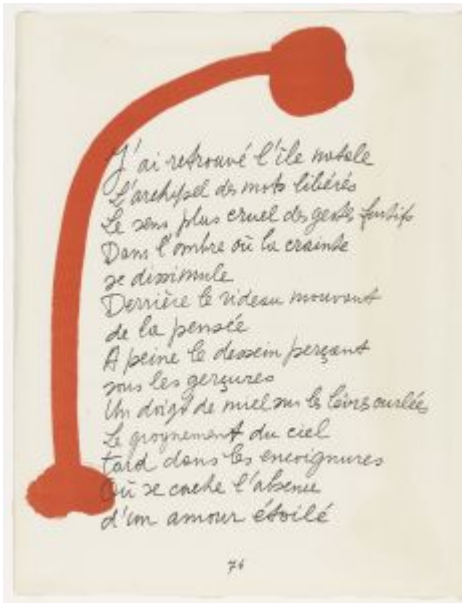 J'ai retrouvé l'île natale
L'archipel des mots libérés
Le sens plus cruel des gestes furtifs
Dans l'ombre où la crainte
se dissimule
Derrière le rideau mouvant
de la pensée
A peine le dessein perçant
sous les gerçures
Un doigt de miel sur les lèvres ourlées
Le grognement du ciel
tard dans les encoignures
Où se cache l'absence
d'un amour étoilé